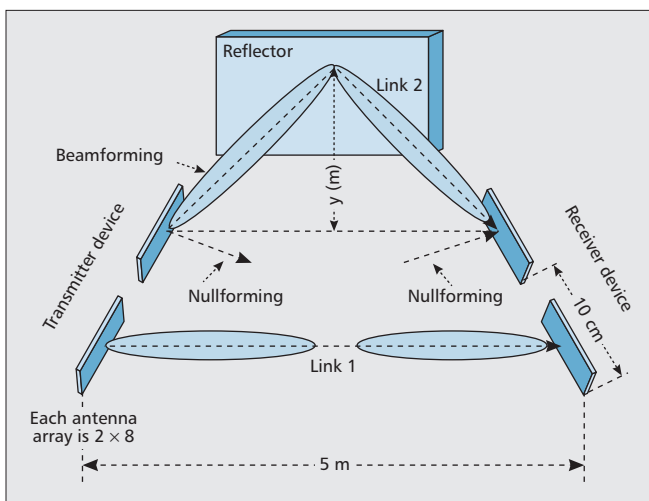 Reflector
Link 2
Beamforming
y (m)
Transmitter device
Receiver device
Nullforming
Nullforming
10 cm
Link 1
Each antenna
array is 2 × 8
5 m